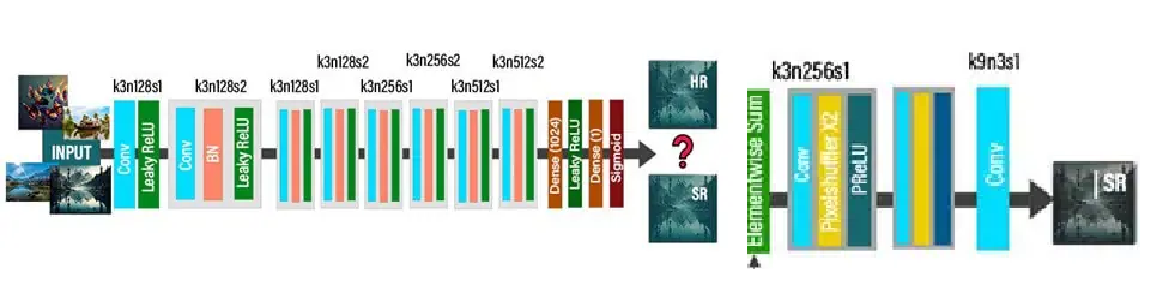 k3n128s2
k3n256s2
k3n512s2
k9n3s1
k3n128s1
k3n128s2
k3n128s1
k3n256s1
k3n512s1
k3n256s1
INPUT
Conv
Leaky ReLU
Conv
BN
Leaky ReLU
Dense (1024)
Leaky ReLU
Dense (1)
Sigmoid
HR
?
SR
Elementwise Sum
Conv
Pixelshuffler X2
PReLU
Conv
SR